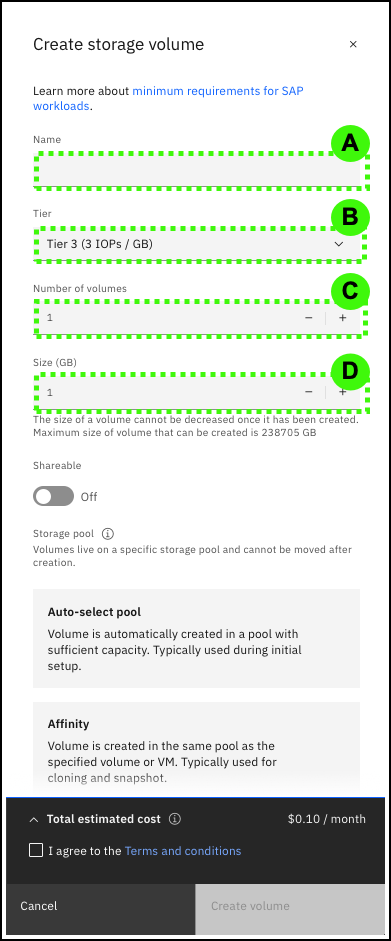 Create storage volume
Learn more about minimum requirements for SAP
workloads.
Name
A
Tier
B
Tier 3 (3 IOPs / GB)
Number of volumes
C
1
Size (GB)
D
1
The size of a volume cannot be decreased once it has been created.
Maximum size of volume that can be created is 238705 GB
Shareable
Off
Storage pool
Volumes live on a specific storage pool and cannot be moved after
creation.
Auto-select pool
Volume is automatically created in a pool with
sufficient capacity. Typically used during initial
setup.
Affinity
Volume is created in the same pool as the
specified volume or VM. Typically used for
cloning and snapshot.
Total estimated cost $0.10 / month
I agree to the Terms and conditions
Cancel Create volume